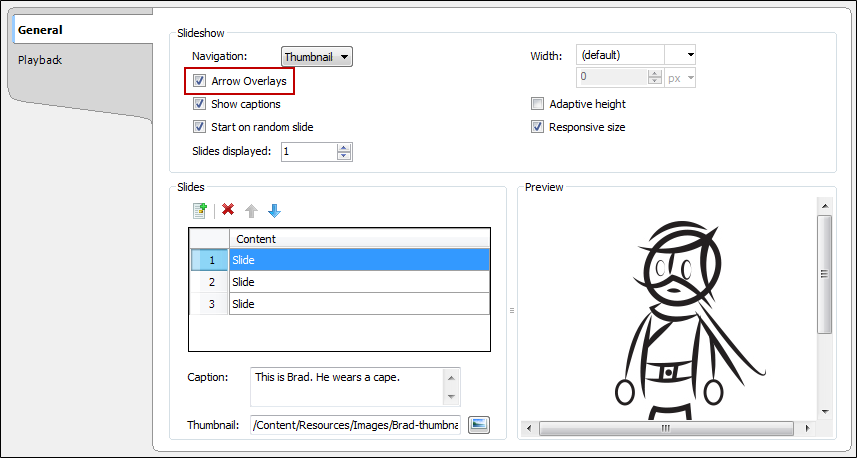 General
Playback
Slideshow
Navigation: Thumbnail
Width: (default)
Arrow Overlays
0 px
Show captions
Adaptive height
Start on random slide
Responsive size
Slides displayed: 1
Slides
Preview
Content
1 Slide
2 Slide
3 Slide
Caption: This is Brad. He wears a cape.
Thumbnail: /Content/Resources/Images/Brad-thumbna